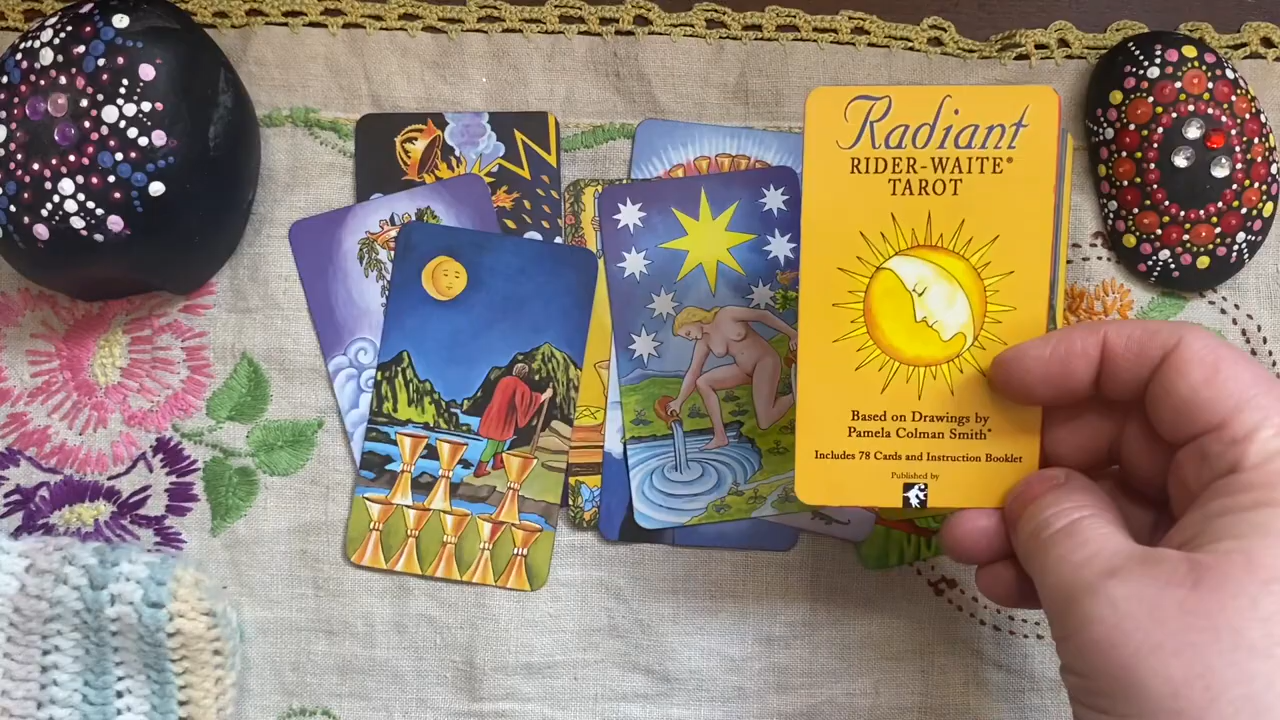 Radiant
RIDER-WAITE®
TAROT
Based on Drawings by
Pamela Colman Smith*
Includes 78 Cards and Instruction Booklet
Published by